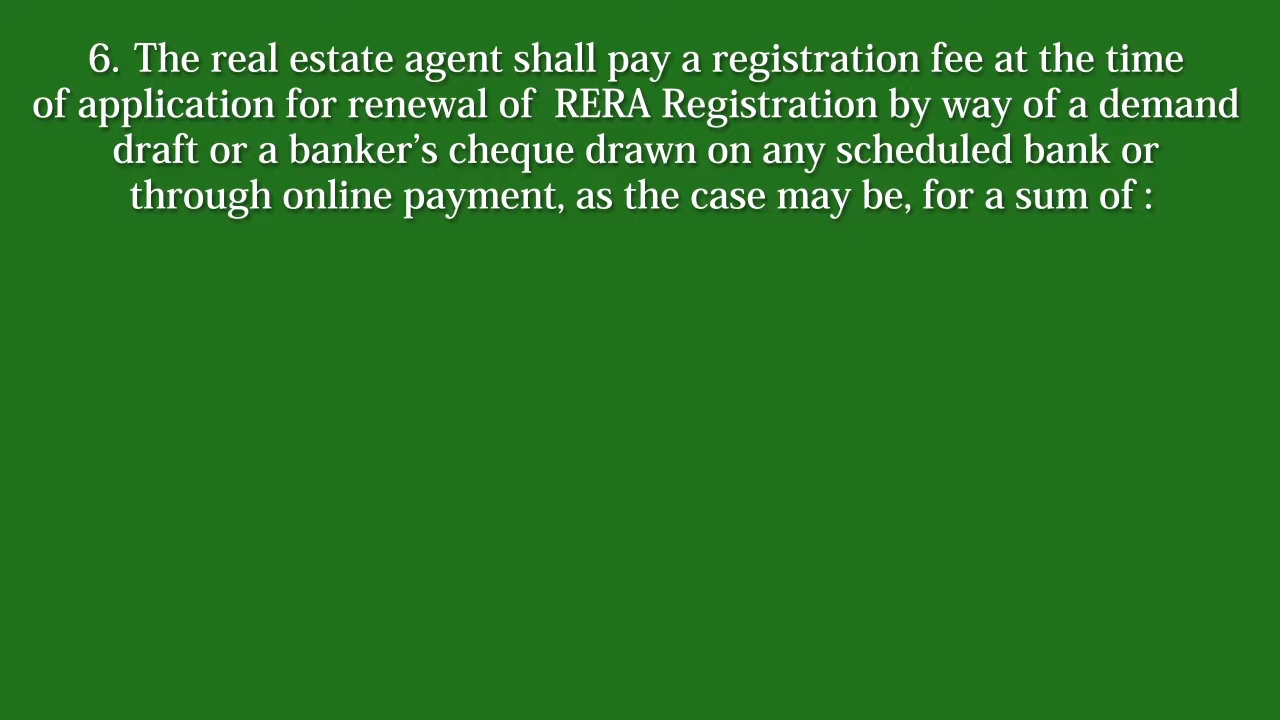 6. The real estate agent shall pay a registration fee at the time
of application for renewal of  RERA Registration by way of a demand
draft or a banker’s cheque drawn on any scheduled bank or
through online payment, as the case may be, for a sum of :